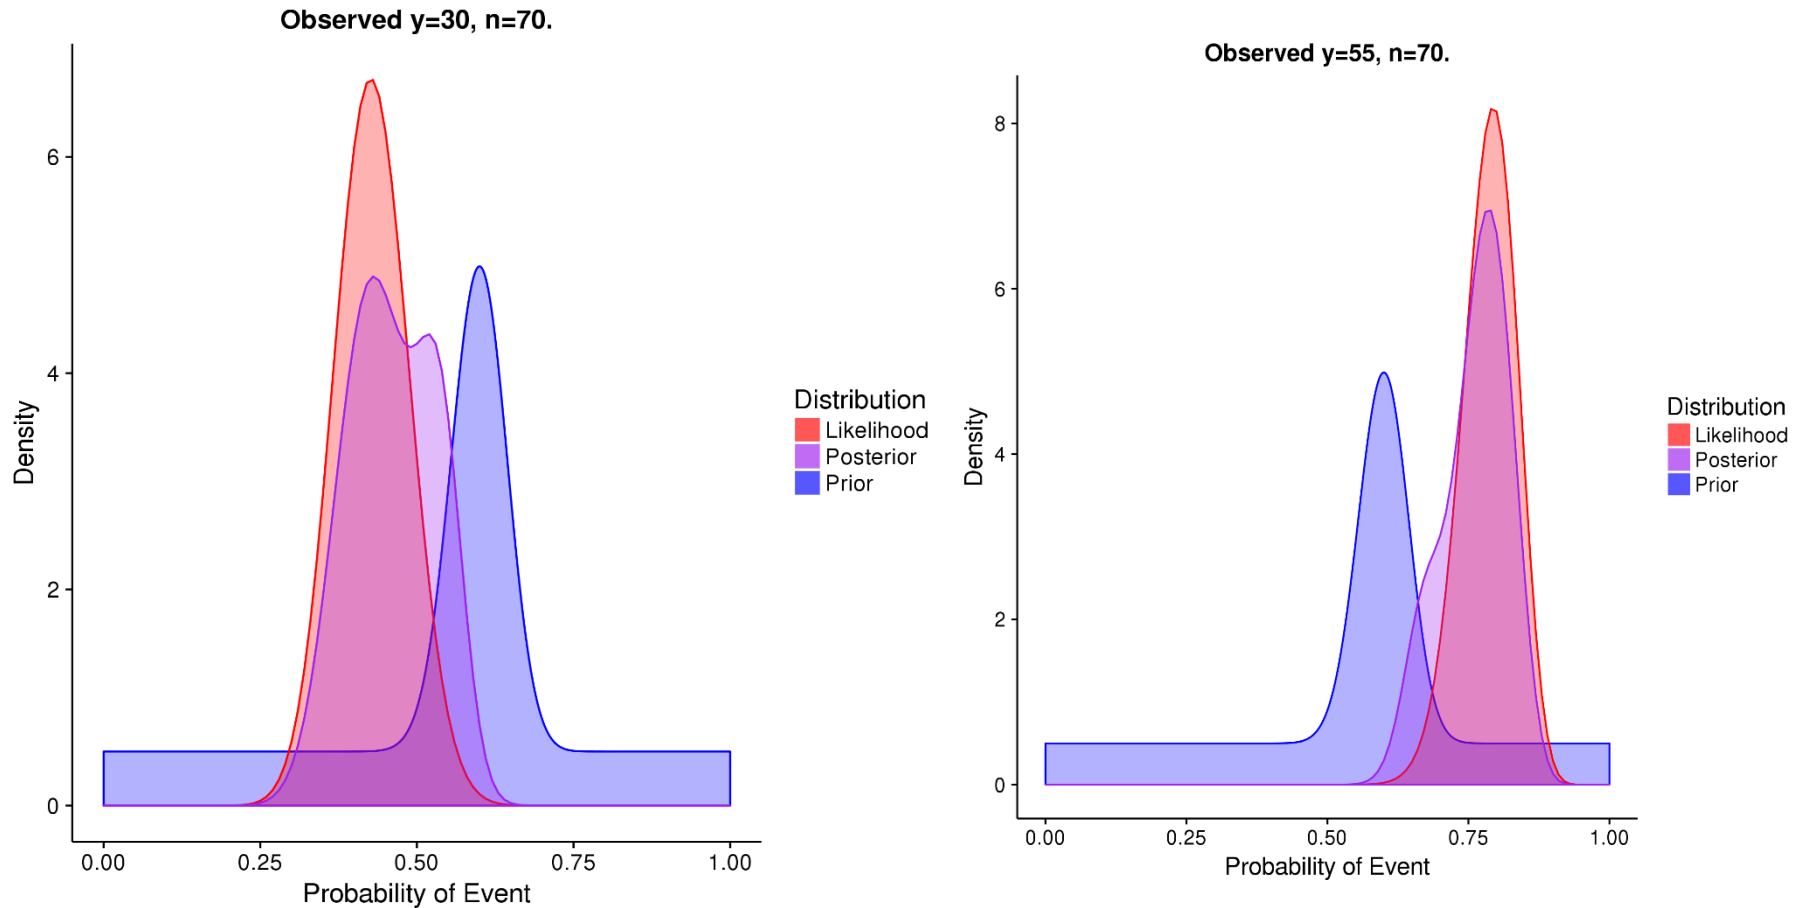 Observed y=30, n=70.
Density
6
4
2
0
0.00 0.25 0.50 0.75 1.00
Probability of Event
Distribution
Likelihood
Posterior
Prior
Observed y=55, n=70.
Density
8
6
4
2
0
0.00 0.25 0.50 0.75 1.00
Probability of Event
Distribution
Likelihood
Posterior
Prior